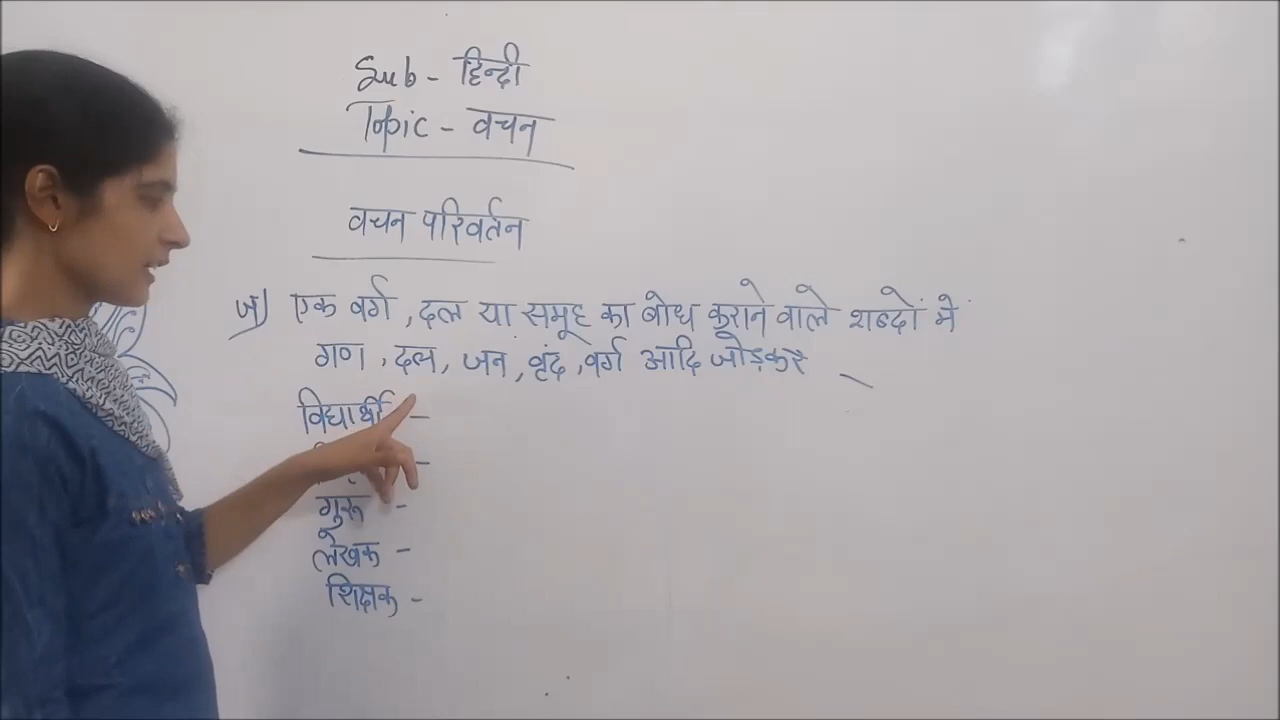 Sub - हिन्दी
Topic - वचन
वचन परिवर्तन
ज) एक वर्ग, दल या समूह का बोध कराने वाले शब्दों में
गण, दल, जन, वृंद, वर्ग आदि जोड़कर
विद्यार्थी -
-
गुरु -
लेखक -
शिक्षक -